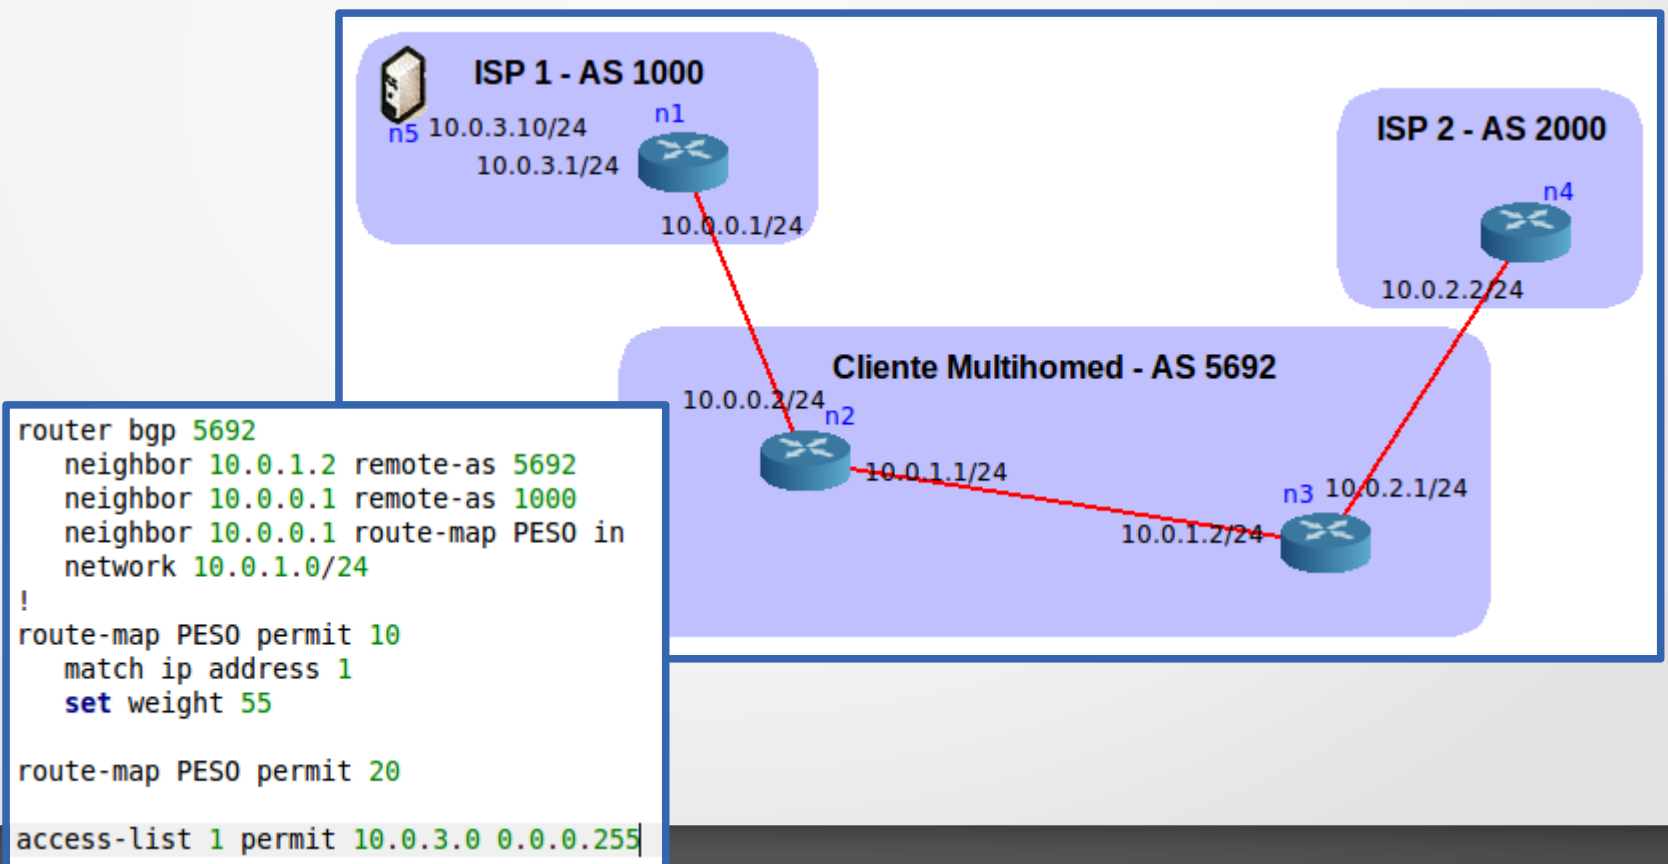 ISP 1 - AS 1000
n1
n5 10.0.3.10/24
10.0.3.1/24
10.0.0.1/24
ISP 2 - AS 2000
n4
10.0.2.2/24
Cliente Multihomed - AS 5692
10.0.0.2/24
n2
10.0.1.1/24
n3 10.0.2.1/24
10.0.1.2/24
router bgp 5692
neighbor 10.0.1.2 remote-as 5692
neighbor 10.0.0.1 remote-as 1000
neighbor 10.0.0.1 route-map PESO in
network 10.0.1.0/24
!
route-map PESO permit 10
match ip address 1
set weight 55
route-map PESO permit 20
access-list 1 permit 10.0.3.0 0.0.0.255